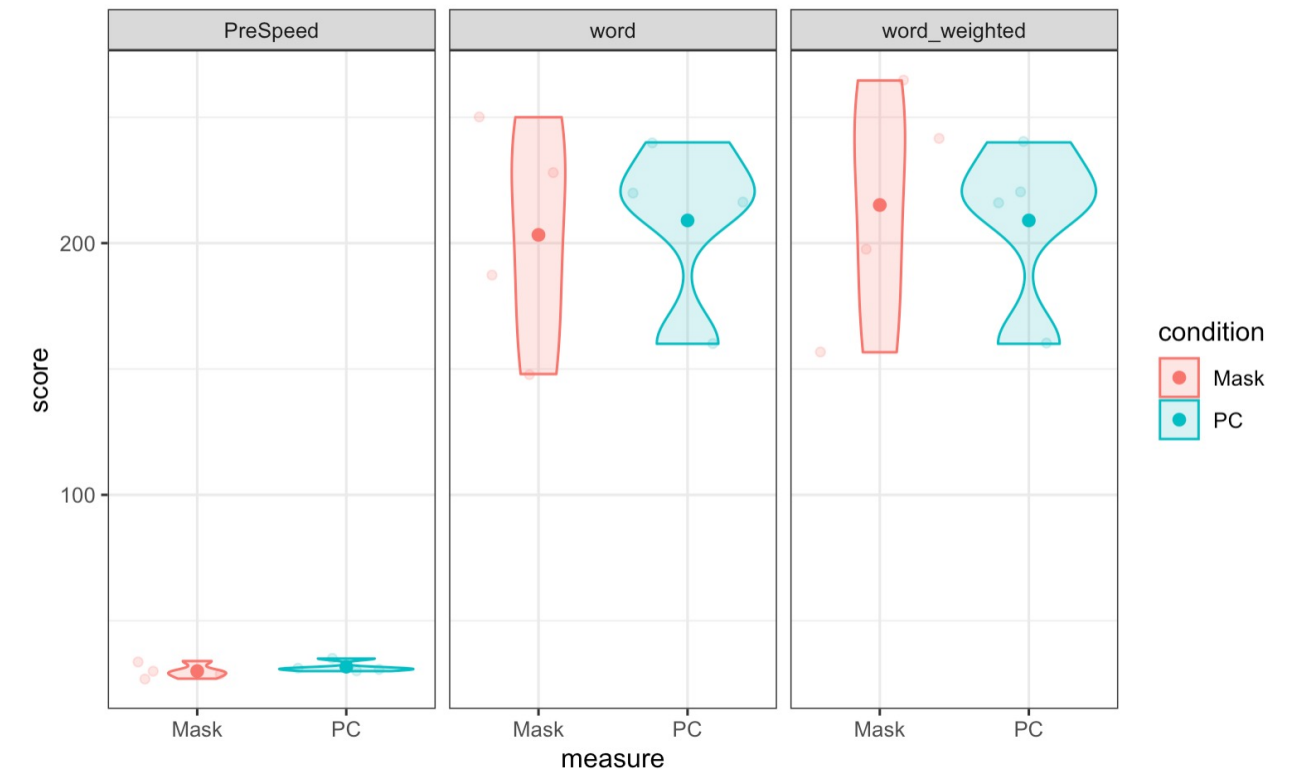 PreSpeed
word
word_weighted
200
100
score
Mask
PC
Mask
PC
Mask
PC
measure
condition
Mask
PC